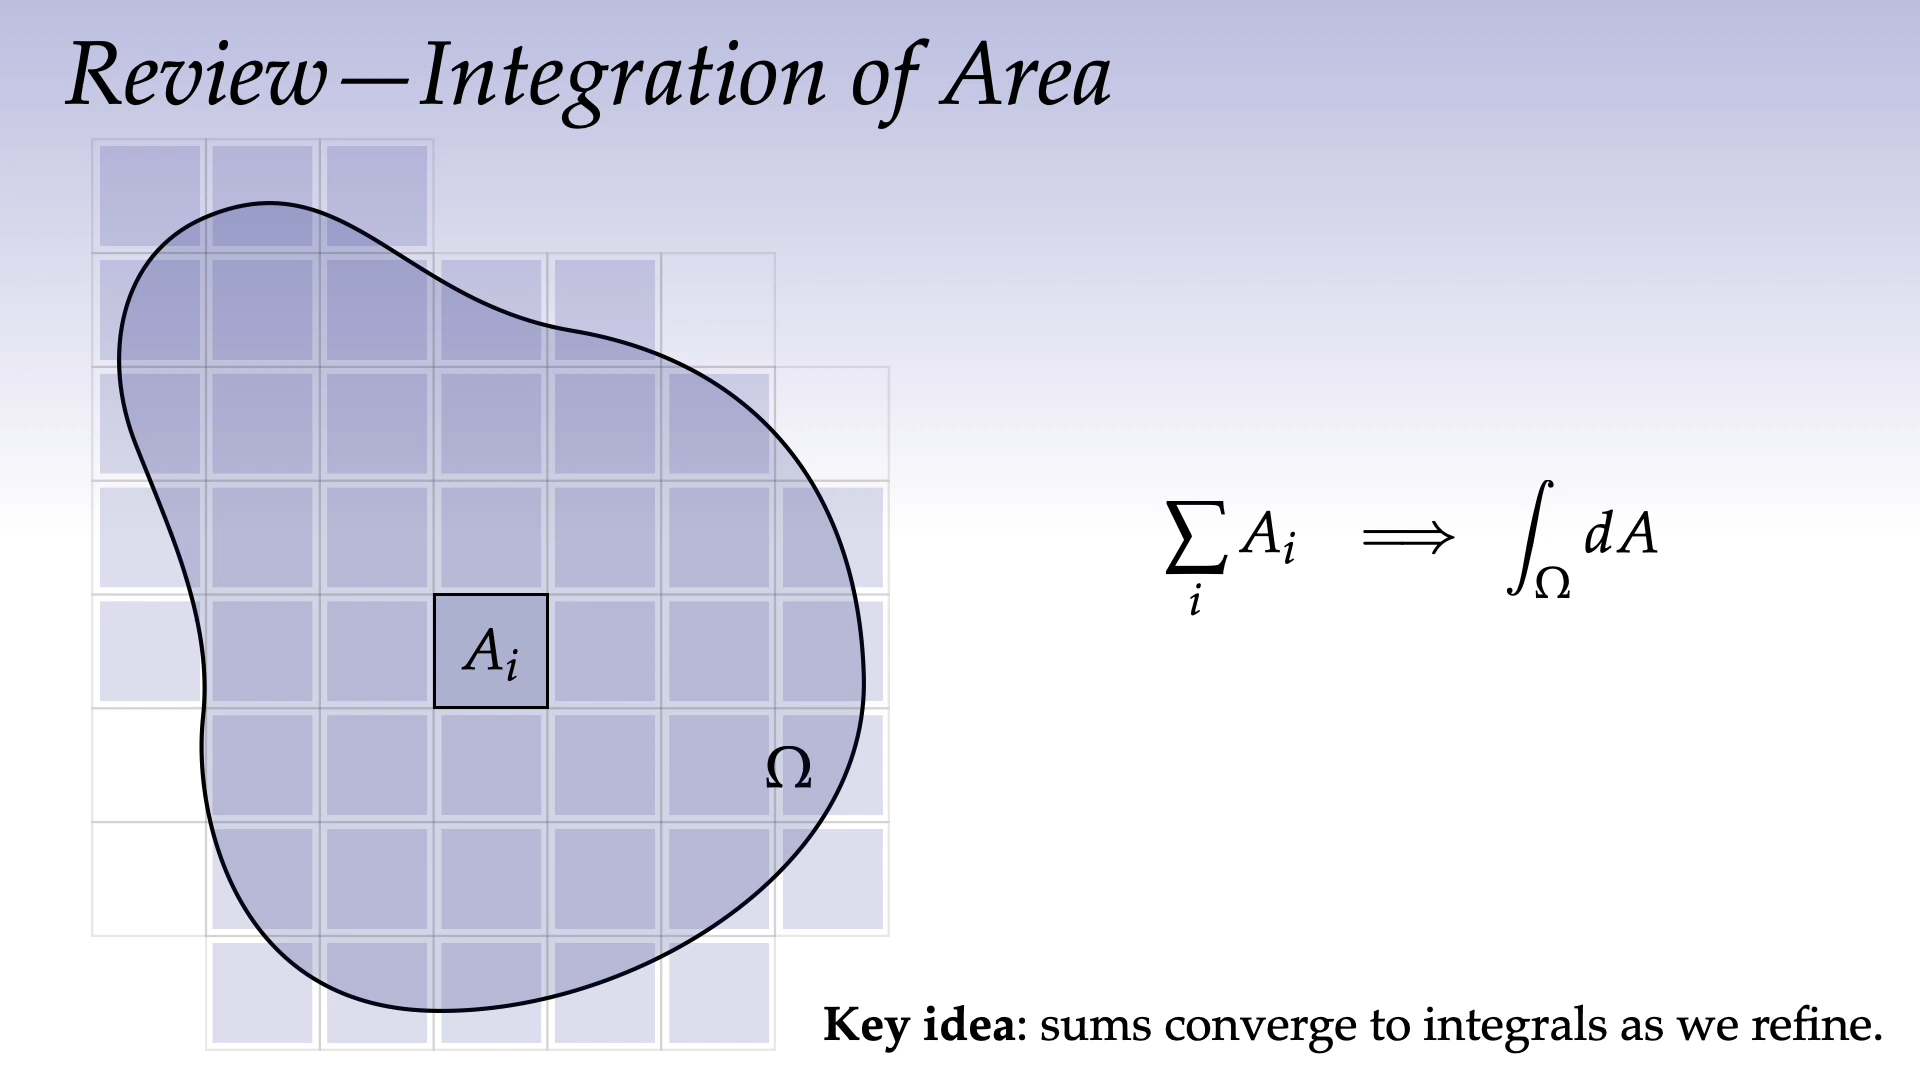 Review—Integration of Area
A_i
Ω
∑_i A_i ⟹ ∫_Ω dA
Key idea: sums converge to integrals as we refine.